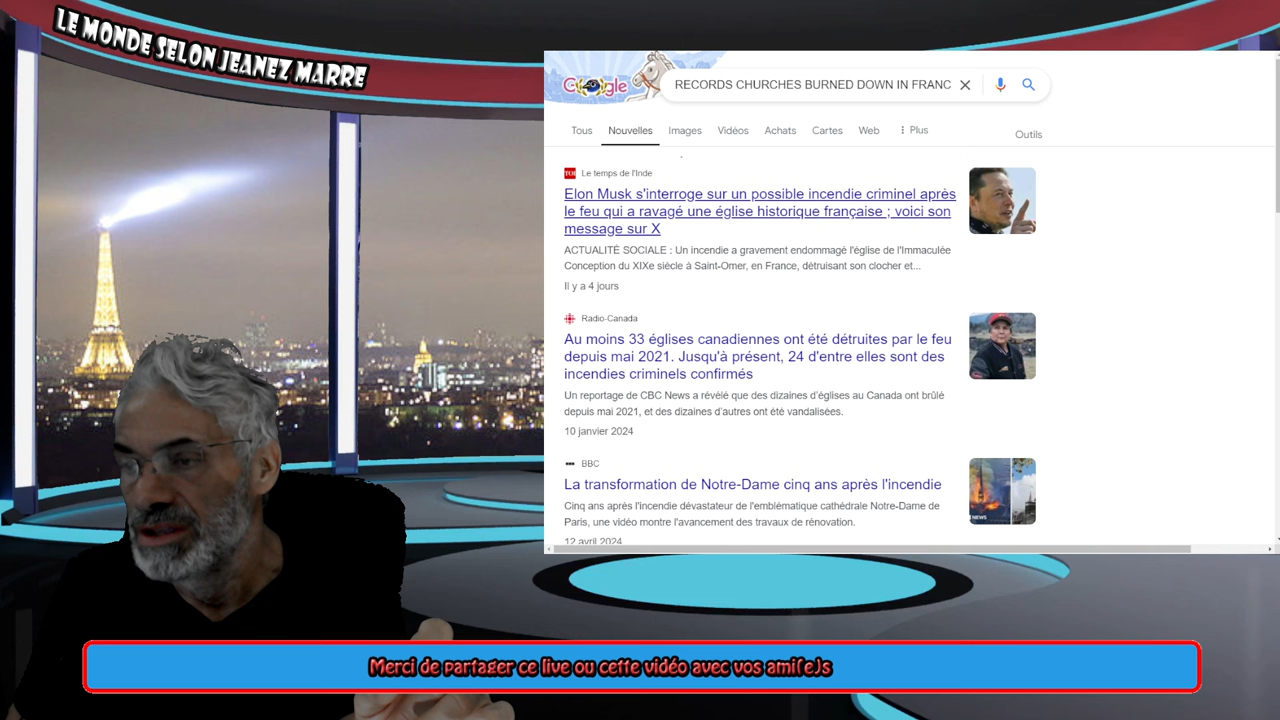 LE MONDE SELON JEANEZ MARRE
Google
RECORDS CHURCHES BURNED DOWN IN FRANC
Tous Nouvelles Images Vidéos Achats Cartes Web Plus Outils
TOI Le temps de l'Inde
Elon Musk s'interroge sur un possible incendie criminel après
le feu qui a ravagé une église historique française ; voici son
message sur X
ACTUALITÉ SOCIALE : Un incendie a gravement endommagé l'église de l'Immaculée
Conception du XIXe siècle à Saint-Omer, en France, détruisant son clocher et...
Il y a 4 jours
Radio-Canada
Au moins 33 églises canadiennes ont été détruites par le feu
depuis mai 2021. Jusqu'à présent, 24 d'entre elles sont des
incendies criminels confirmés
Un reportage de CBC News a révélé que des dizaines d'églises au Canada ont brûlé
depuis mai 2021, et des dizaines d'autres ont été vandalisées.
10 janvier 2024
BBC
La transformation de Notre-Dame cinq ans après l'incendie
Cinq ans après l'incendie dévastateur de l'emblématique cathédrale Notre-Dame de
Paris, une vidéo montre l'avancement des travaux de rénovation.
NEWS
12 avril 2024
Merci de partager ce live ou cette vidéo avec vos ami(e)s